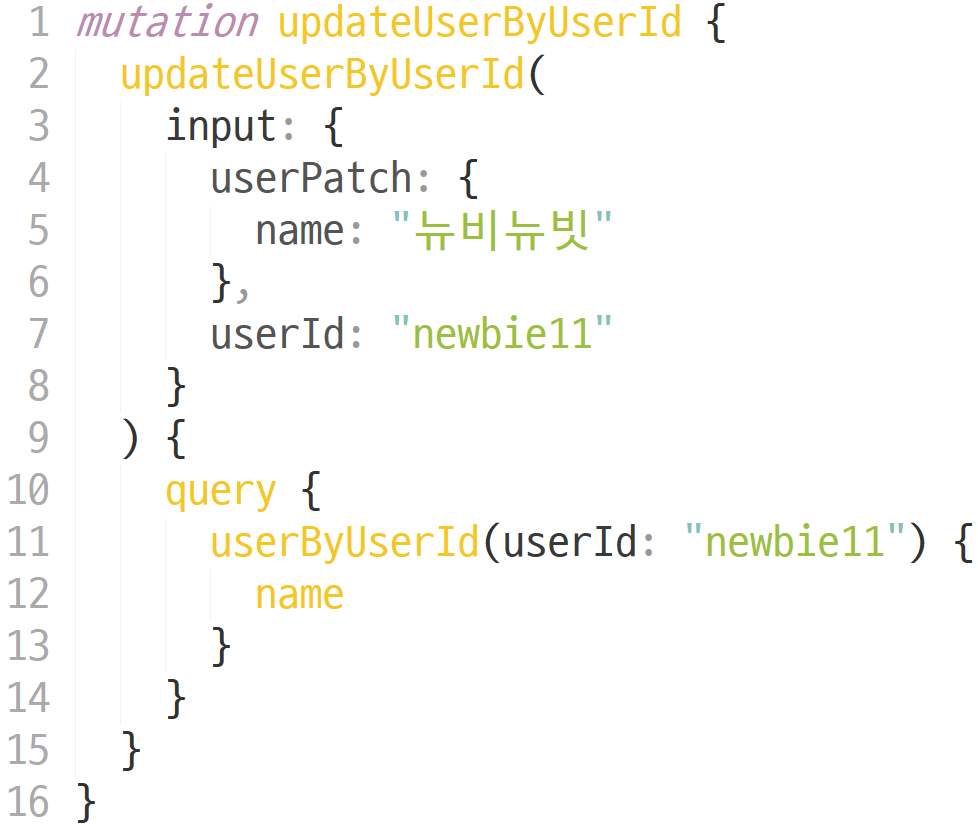 1 mutation updateUserByUserId {
2   updateUserByUserId(
3     input: {
4       userPatch: {
5         name: "뉴비뉴빗"
6       },
7       userId: "newbie11"
8     }
9   ) {
10     query {
11       userByUserId(userId: "newbie11") {
12         name
13       }
14     }
15   }
16 }